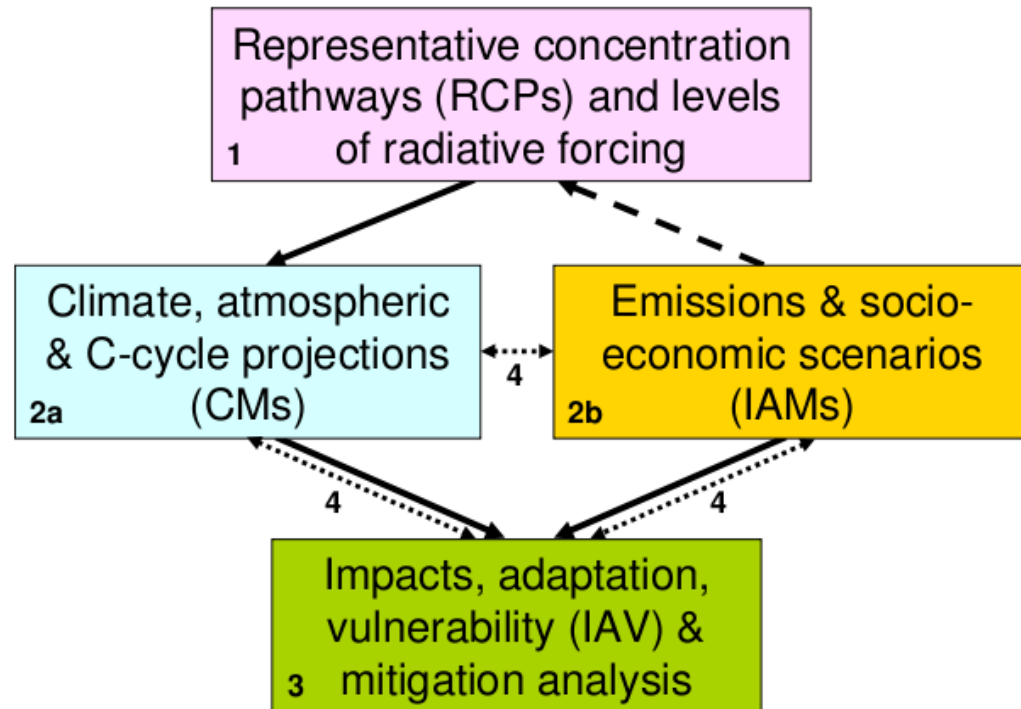 Representative concentration
pathways (RCPs) and levels
1 of radiative forcing
Climate, atmospheric
& C-cycle projections
2a (CMs)
4
Emissions & socio-
economic scenarios
2b (IAMs)
4
4
Impacts, adaptation,
vulnerability (IAV) &
3 mitigation analysis